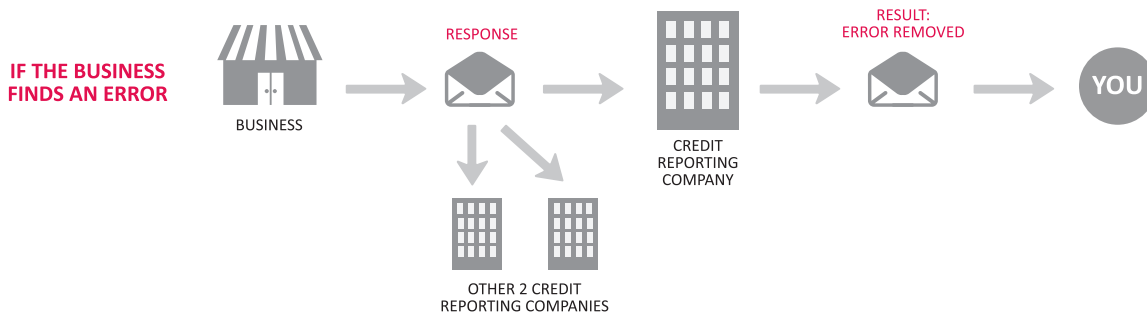 IF THE BUSINESS
FINDS AN ERROR
BUSINESS
RESPONSE
OTHER 2 CREDIT
REPORTING COMPANIES
CREDIT
REPORTING
COMPANY
RESULT:
ERROR REMOVED
YOU